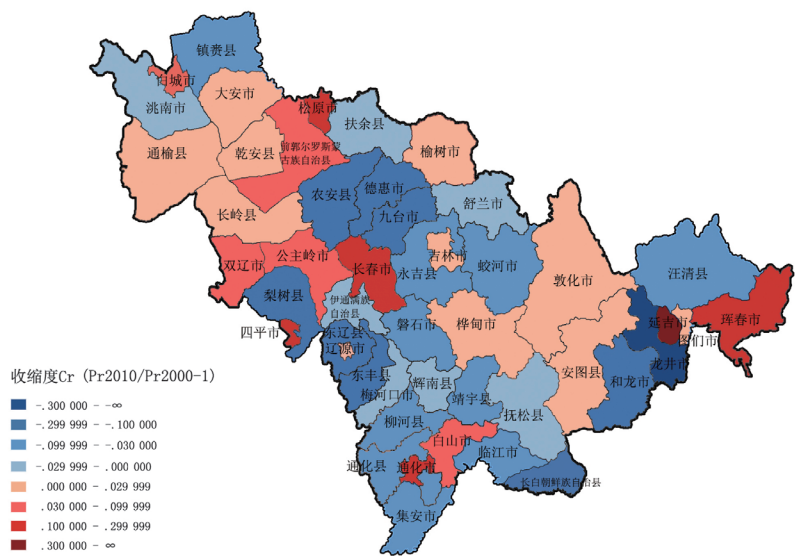 镇赉县
白城市
洮南市
大安市
松原市
扶余县
通榆县
乾安县
前郭尔罗斯蒙
古族自治县
榆树市
农安县
德惠市
舒兰市
长岭县
九台市
双辽市
公主岭市
长春市
永吉县
吉林市
蛟河市
敦化市
汪清县
梨树县
伊通满族
自治县
四平市
东辽县
辽源市
磐石市
桦甸市
延吉市
图们市
珲春市
龙井市
东丰县
梅河口市
辉南县
靖宇县
安图县
和龙市
抚松县
柳河县
白山市
临江市
通化县
通化市
长白朝鲜族自治县
集安市
收缩度Cr (Pr2010/Pr2000-1)
-.300 000 - -∞
-.299 999 - -.100 000
-.099 999 - -.030 000
-.029 999 - .000 000
.000 000 - .029 999
.030 000 - .099 999
.100 000 - .299 999
.300 000 - ∞